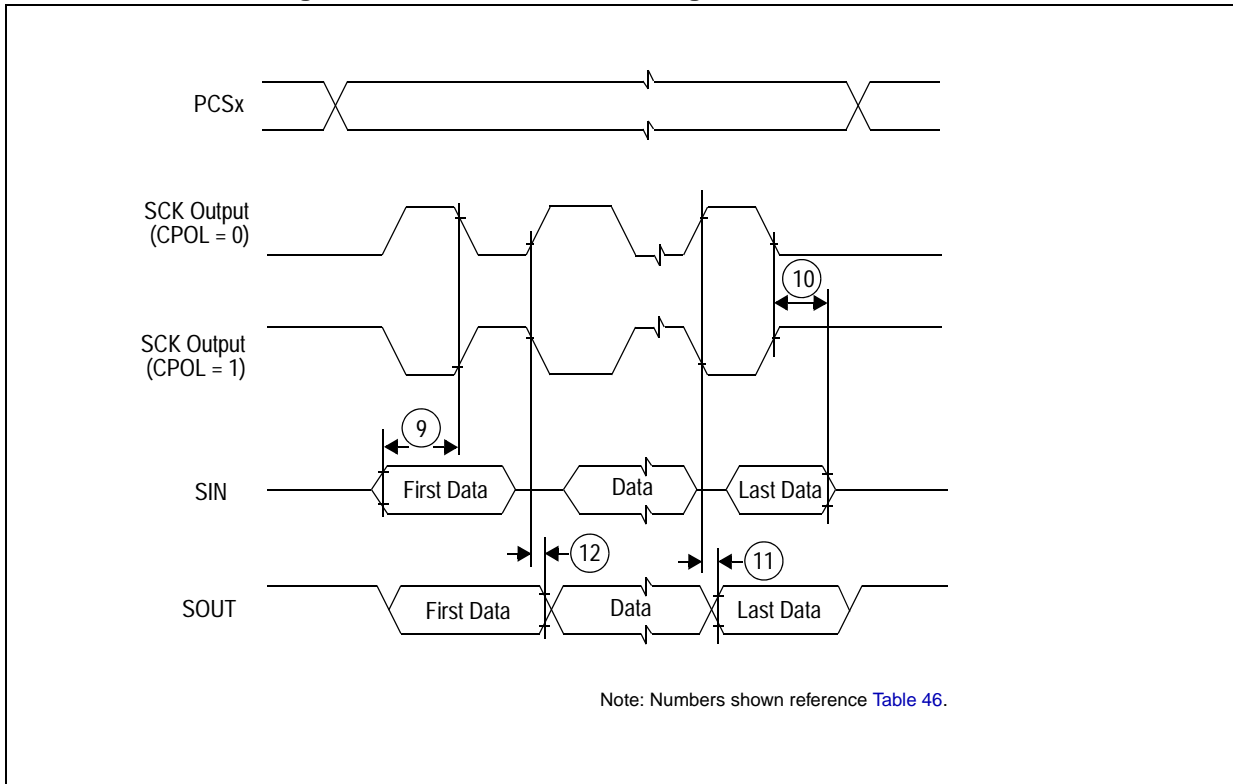 PCSx
SCK Output
(CPOL = 0)
10
SCK Output
(CPOL = 1)
9
SIN
First Data
Data
Last Data
12
11
SOUT
First Data
Data
Last Data
Note: Numbers shown reference Table 46.